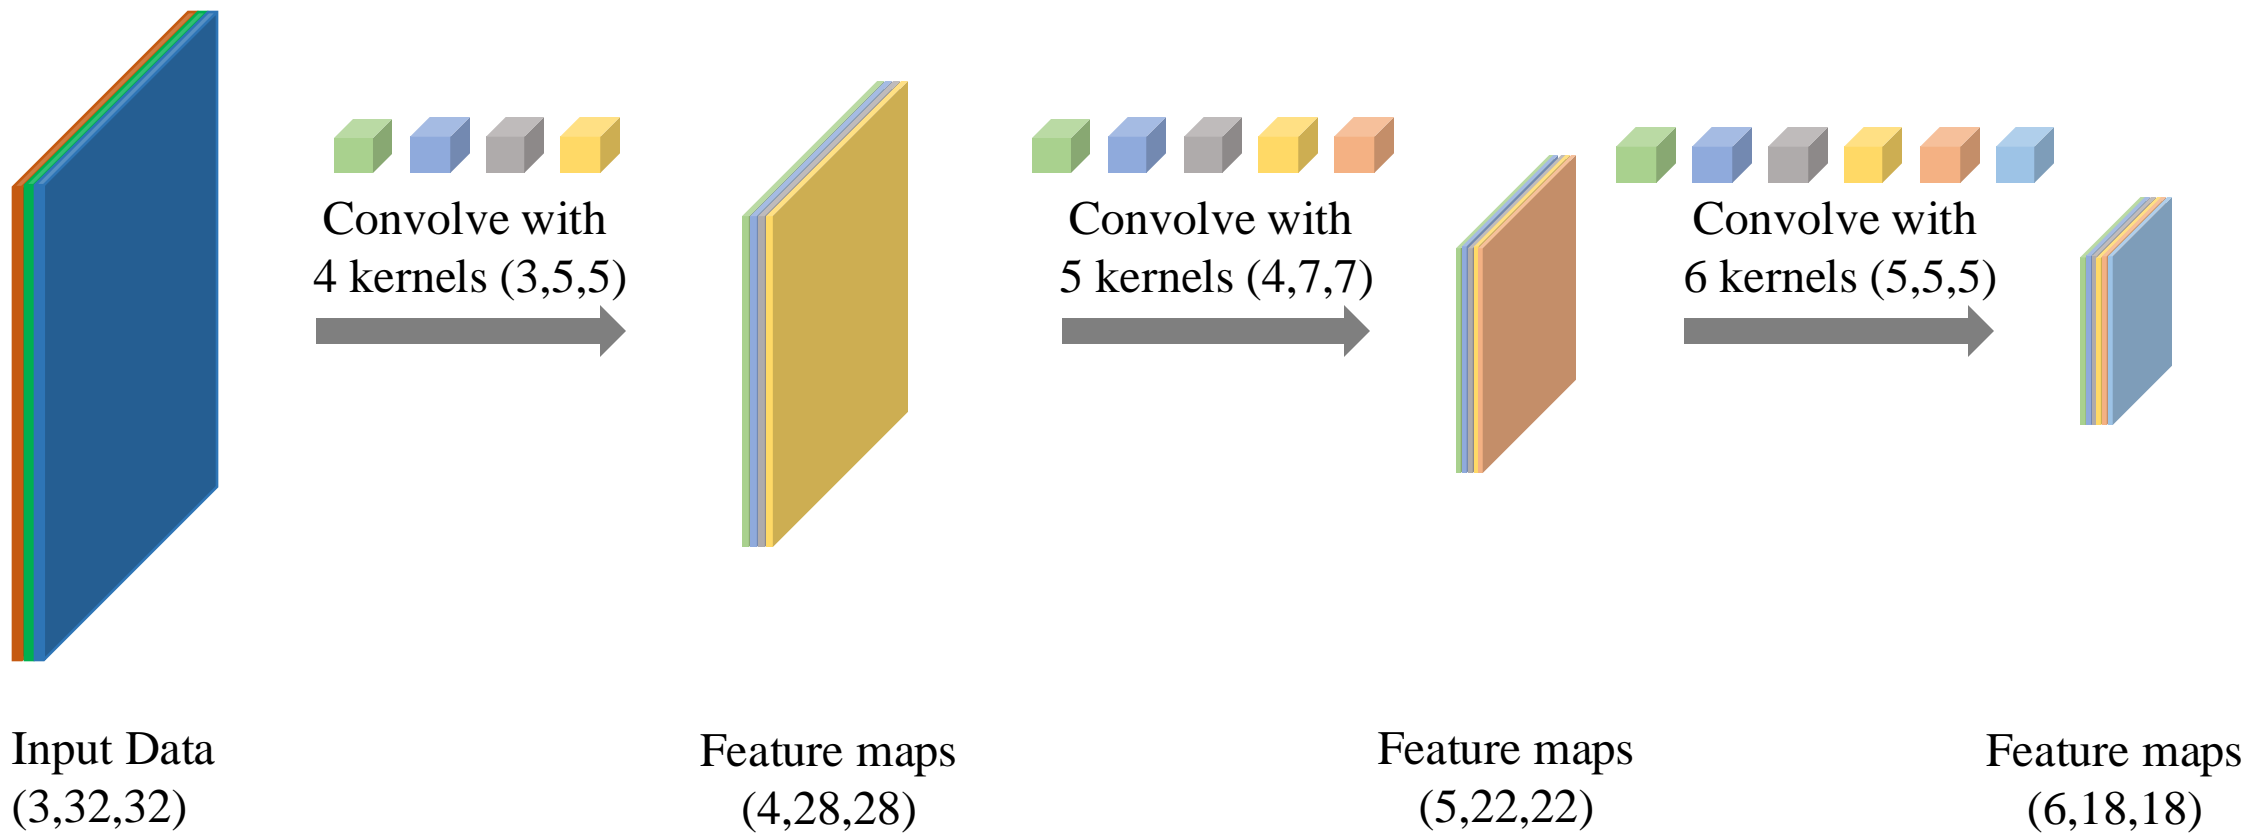 Convolve with
4 kernels (3,5,5)
Convolve with
5 kernels (4,7,7)
Convolve with
6 kernels (5,5,5)
Input Data
(3,32,32)
Feature maps
(4,28,28)
Feature maps
(5,22,22)
Feature maps
(6,18,18)